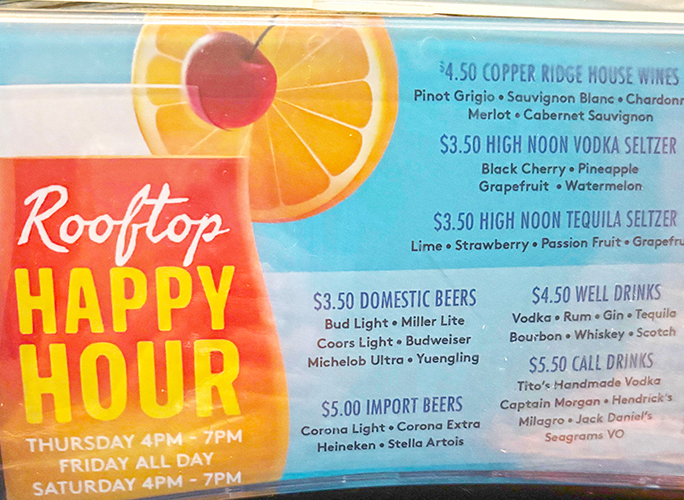 Rooftop
HAPPY
HOUR
THURSDAY 4PM - 7PM
FRIDAY ALL DAY
SATURDAY 4PM - 7PM
$4.50 COPPER RIDGE HOUSE WINES
Pinot Grigio • Sauvignon Blanc • Chardonn
Merlot • Cabernet Sauvignon
$3.50 HIGH NOON VODKA SELTZER
Black Cherry • Pineapple
Grapefruit • Watermelon
$3.50 HIGH NOON TEQUILA SELTZER
Lime • Strawberry • Passion Fruit • Grapefru
$3.50 DOMESTIC BEERS
Bud Light • Miller Lite
Coors Light • Budweiser
Michelob Ultra • Yuengling
$5.00 IMPORT BEERS
Corona Light • Corona Extra
Heineken • Stella Artois
$4.50 WELL DRINKS
Vodka • Rum • Gin • Tequila
Bourbon • Whiskey • Scotch
$5.50 CALL DRINKS
Tito's Handmade Vodka
Captain Morgan • Hendrick's
Milagro • Jack Daniel's
Seagrams VO